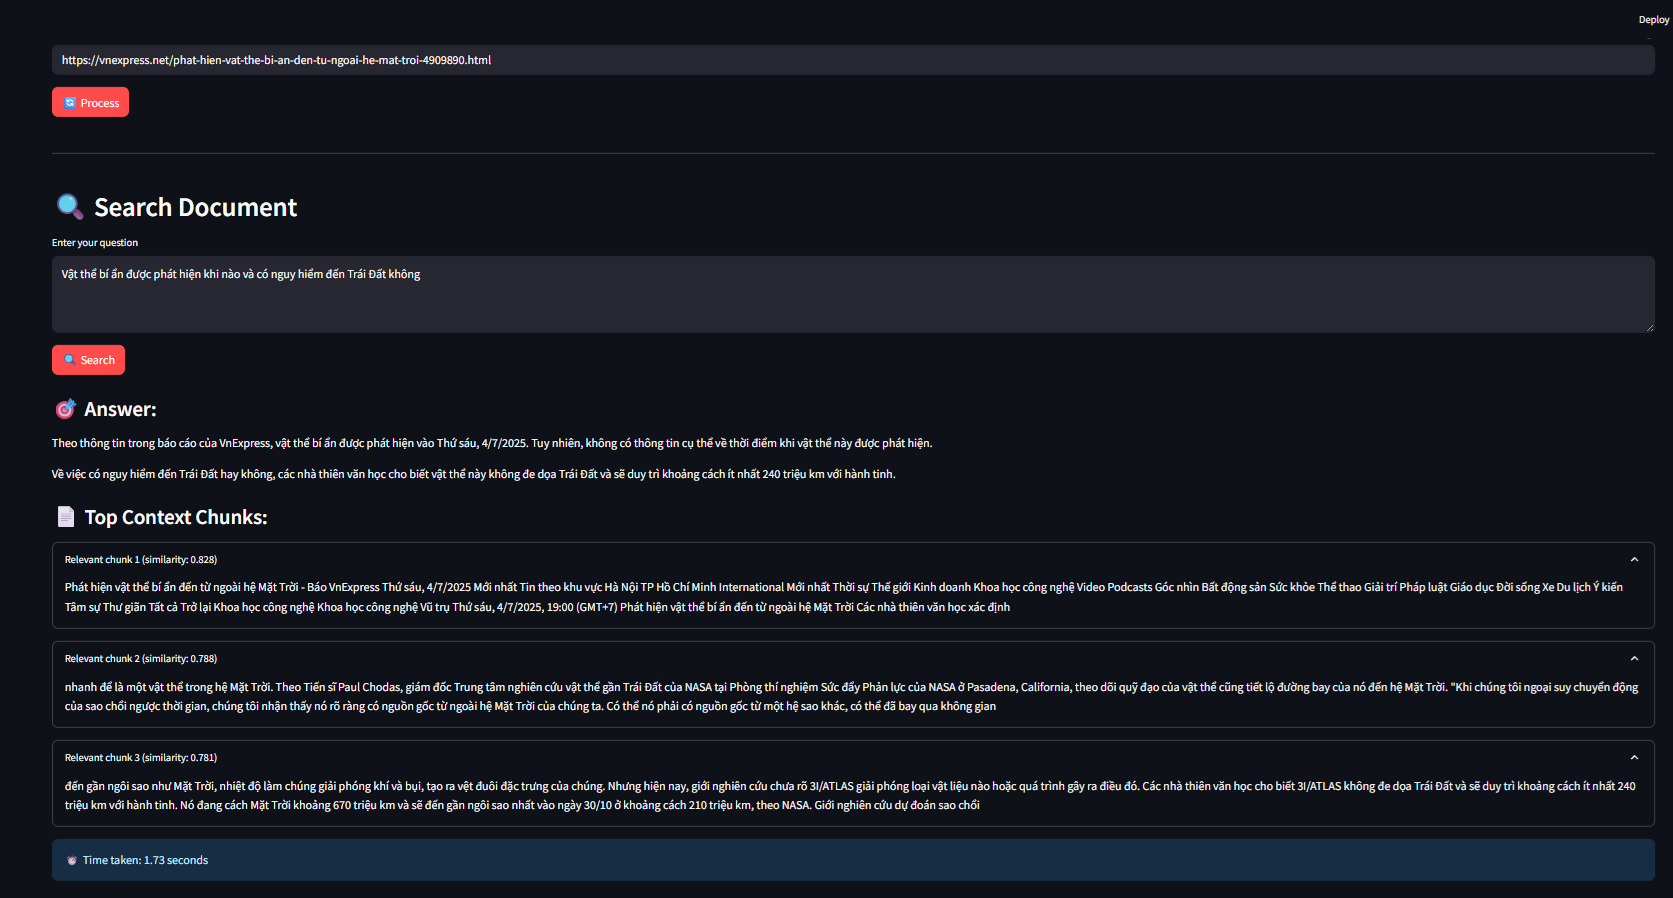 Deploy
https://vnexpress.net/phat-hien-vat-the-bi-an-den-tu-ngoai-he-mat-troi-4909890.html
Process
Search Document
Enter your question
Vật thể bí ẩn được phát hiện khi nào và có nguy hiểm đến Trái Đất không
Search
Answer:
Theo thông tin trong báo cáo của VnExpress, vật thể bí ẩn được phát hiện vào Thứ sáu, 4/7/2025. Tuy nhiên, không có thông tin cụ thể về thời điểm khi vật thể này được phát hiện.
Về việc có nguy hiểm đến Trái Đất hay không, các nhà thiên văn học cho biết vật thể này không đe dọa Trái Đất và sẽ duy trì khoảng cách ít nhất 240 triệu km với hành tinh.
Top Context Chunks:
Relevant chunk 1 (similarity: 0.828)
Phát hiện vật thể bí ẩn đến từ ngoài hệ Mặt Trời - Báo VnExpress Thứ sáu, 4/7/2025 Mới nhất Tin theo khu vực Hà Nội TP Hồ Chí Minh International Mới nhất Thời sự Thế giới Kinh doanh Khoa học công nghệ Video Podcasts Góc nhìn Bất động sản Sức khỏe Thể thao Giải trí Pháp luật Giáo dục Đời sống Xe Du lịch Ý kiến
Tâm sự Thư giãn Tất cả Trở lại Khoa học công nghệ Khoa học công nghệ Vũ trụ Thứ sáu, 4/7/2025, 19:00 (GMT+7) Phát hiện vật thể bí ẩn đến từ ngoài hệ Mặt Trời Các nhà thiên văn học xác định
Relevant chunk 2 (similarity: 0.788)
nhanh để là một vật thể trong hệ Mặt Trời. Theo Tiến sĩ Paul Chodas, giám đốc Trung tâm nghiên cứu vật thể gần Trái Đất của NASA tại Phòng thí nghiệm Sức đẩy Phản lực của NASA ở Pasadena, California, theo dõi quỹ đạo của vật thể cũng tiết lộ đường bay của nó đến hệ Mặt Trời. "Khi chúng tôi ngoại suy chuyển động
của sao chổi ngược thời gian, chúng tôi nhận thấy nó rõ ràng có nguồn gốc từ ngoài hệ Mặt Trời của chúng ta. Có thể nó phải có nguồn gốc từ một hệ sao khác, có thể đã bay qua không gian
Relevant chunk 3 (similarity: 0.781)
đến gần ngôi sao như Mặt Trời, nhiệt độ làm chúng giải phóng khí và bụi, tạo ra vệt đuôi đặc trưng của chúng. Nhưng hiện nay, giới nghiên cứu chưa rõ 3I/ATLAS giải phóng loại vật liệu nào hoặc quá trình gây ra điều đó. Các nhà thiên văn học cho biết 3I/ATLAS không đe dọa Trái Đất và sẽ duy trì khoảng cách ít nhất 240
triệu km với hành tinh. Nó đang cách Mặt Trời khoảng 670 triệu km và sẽ đến gần ngôi sao nhất vào ngày 30/10 ở khoảng cách 210 triệu km, theo NASA. Giới nghiên cứu dự đoán sao chổi
Time taken: 1.73 seconds